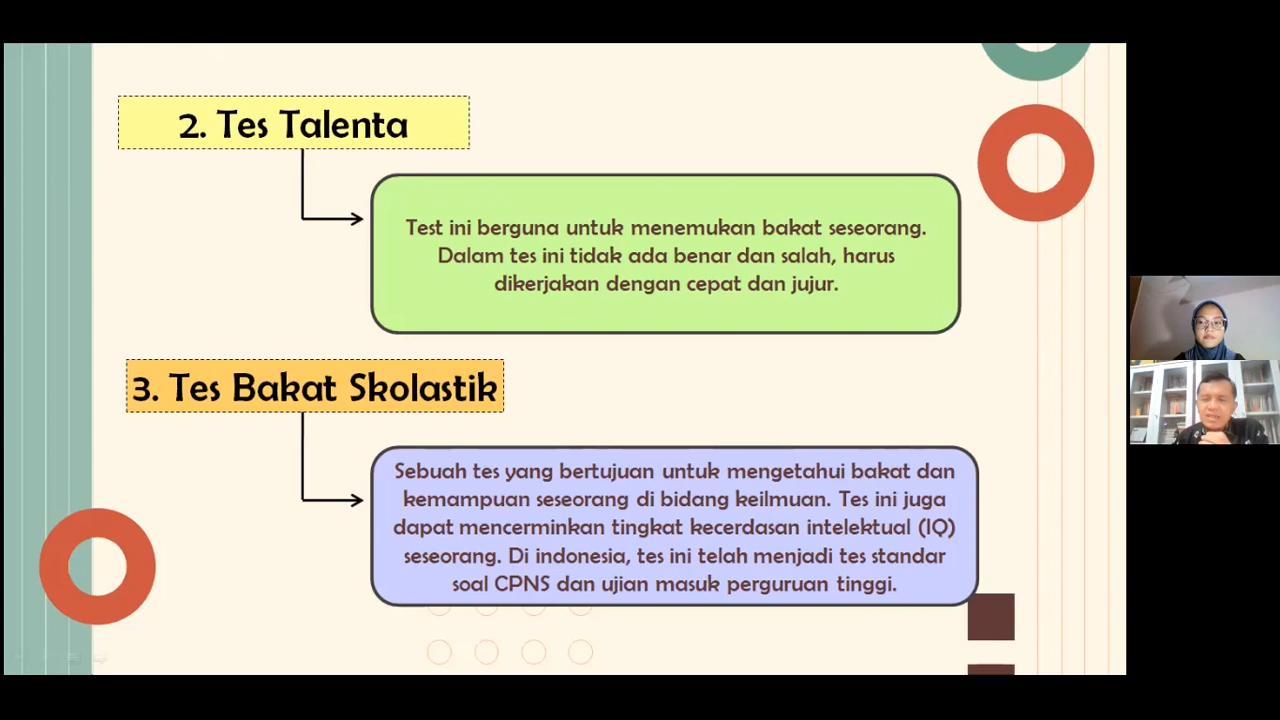 2. Tes Talenta
Test ini berguna untuk menemukan bakat seseorang.
Dalam tes ini tidak ada benar dan salah, harus
dikerjakan dengan cepat dan jujur.
3. Tes Bakat Skolastik
Sebuah tes yang bertujuan untuk mengetahui bakat dan
kemampuan seseorang di bidang keilmuan. Tes ini juga
dapat mencerminkan tingkat kecerdasan intelektual (IQ)
seseorang. Di indonesia, tes ini telah menjadi tes standar
soal CPNS dan ujian masuk perguruan tinggi.